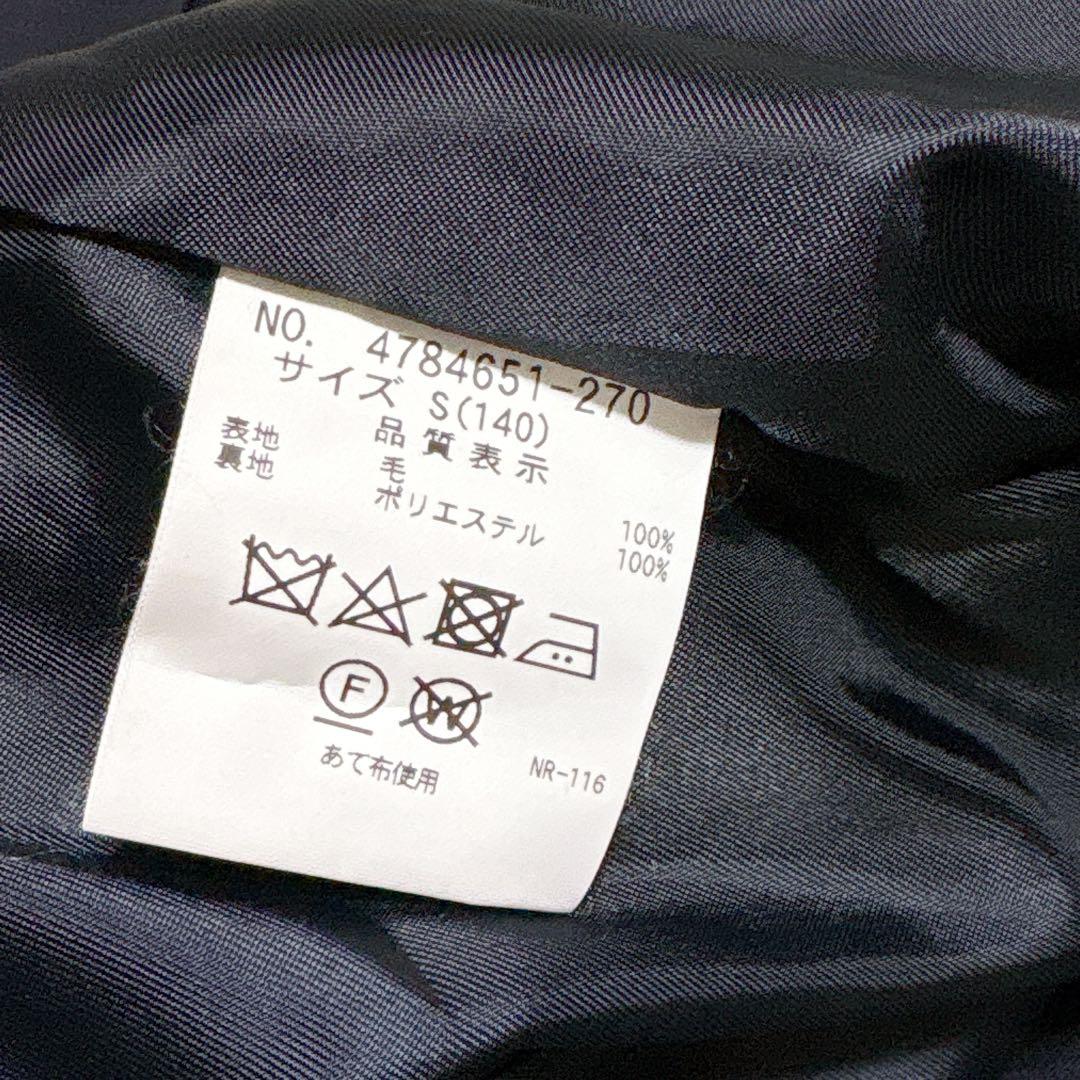 NO. 4784651-270
サイズ S(140)
品質表示
表地 毛 100%
裏地 ポリエステル 100%
F W
あて布使用
NR-116